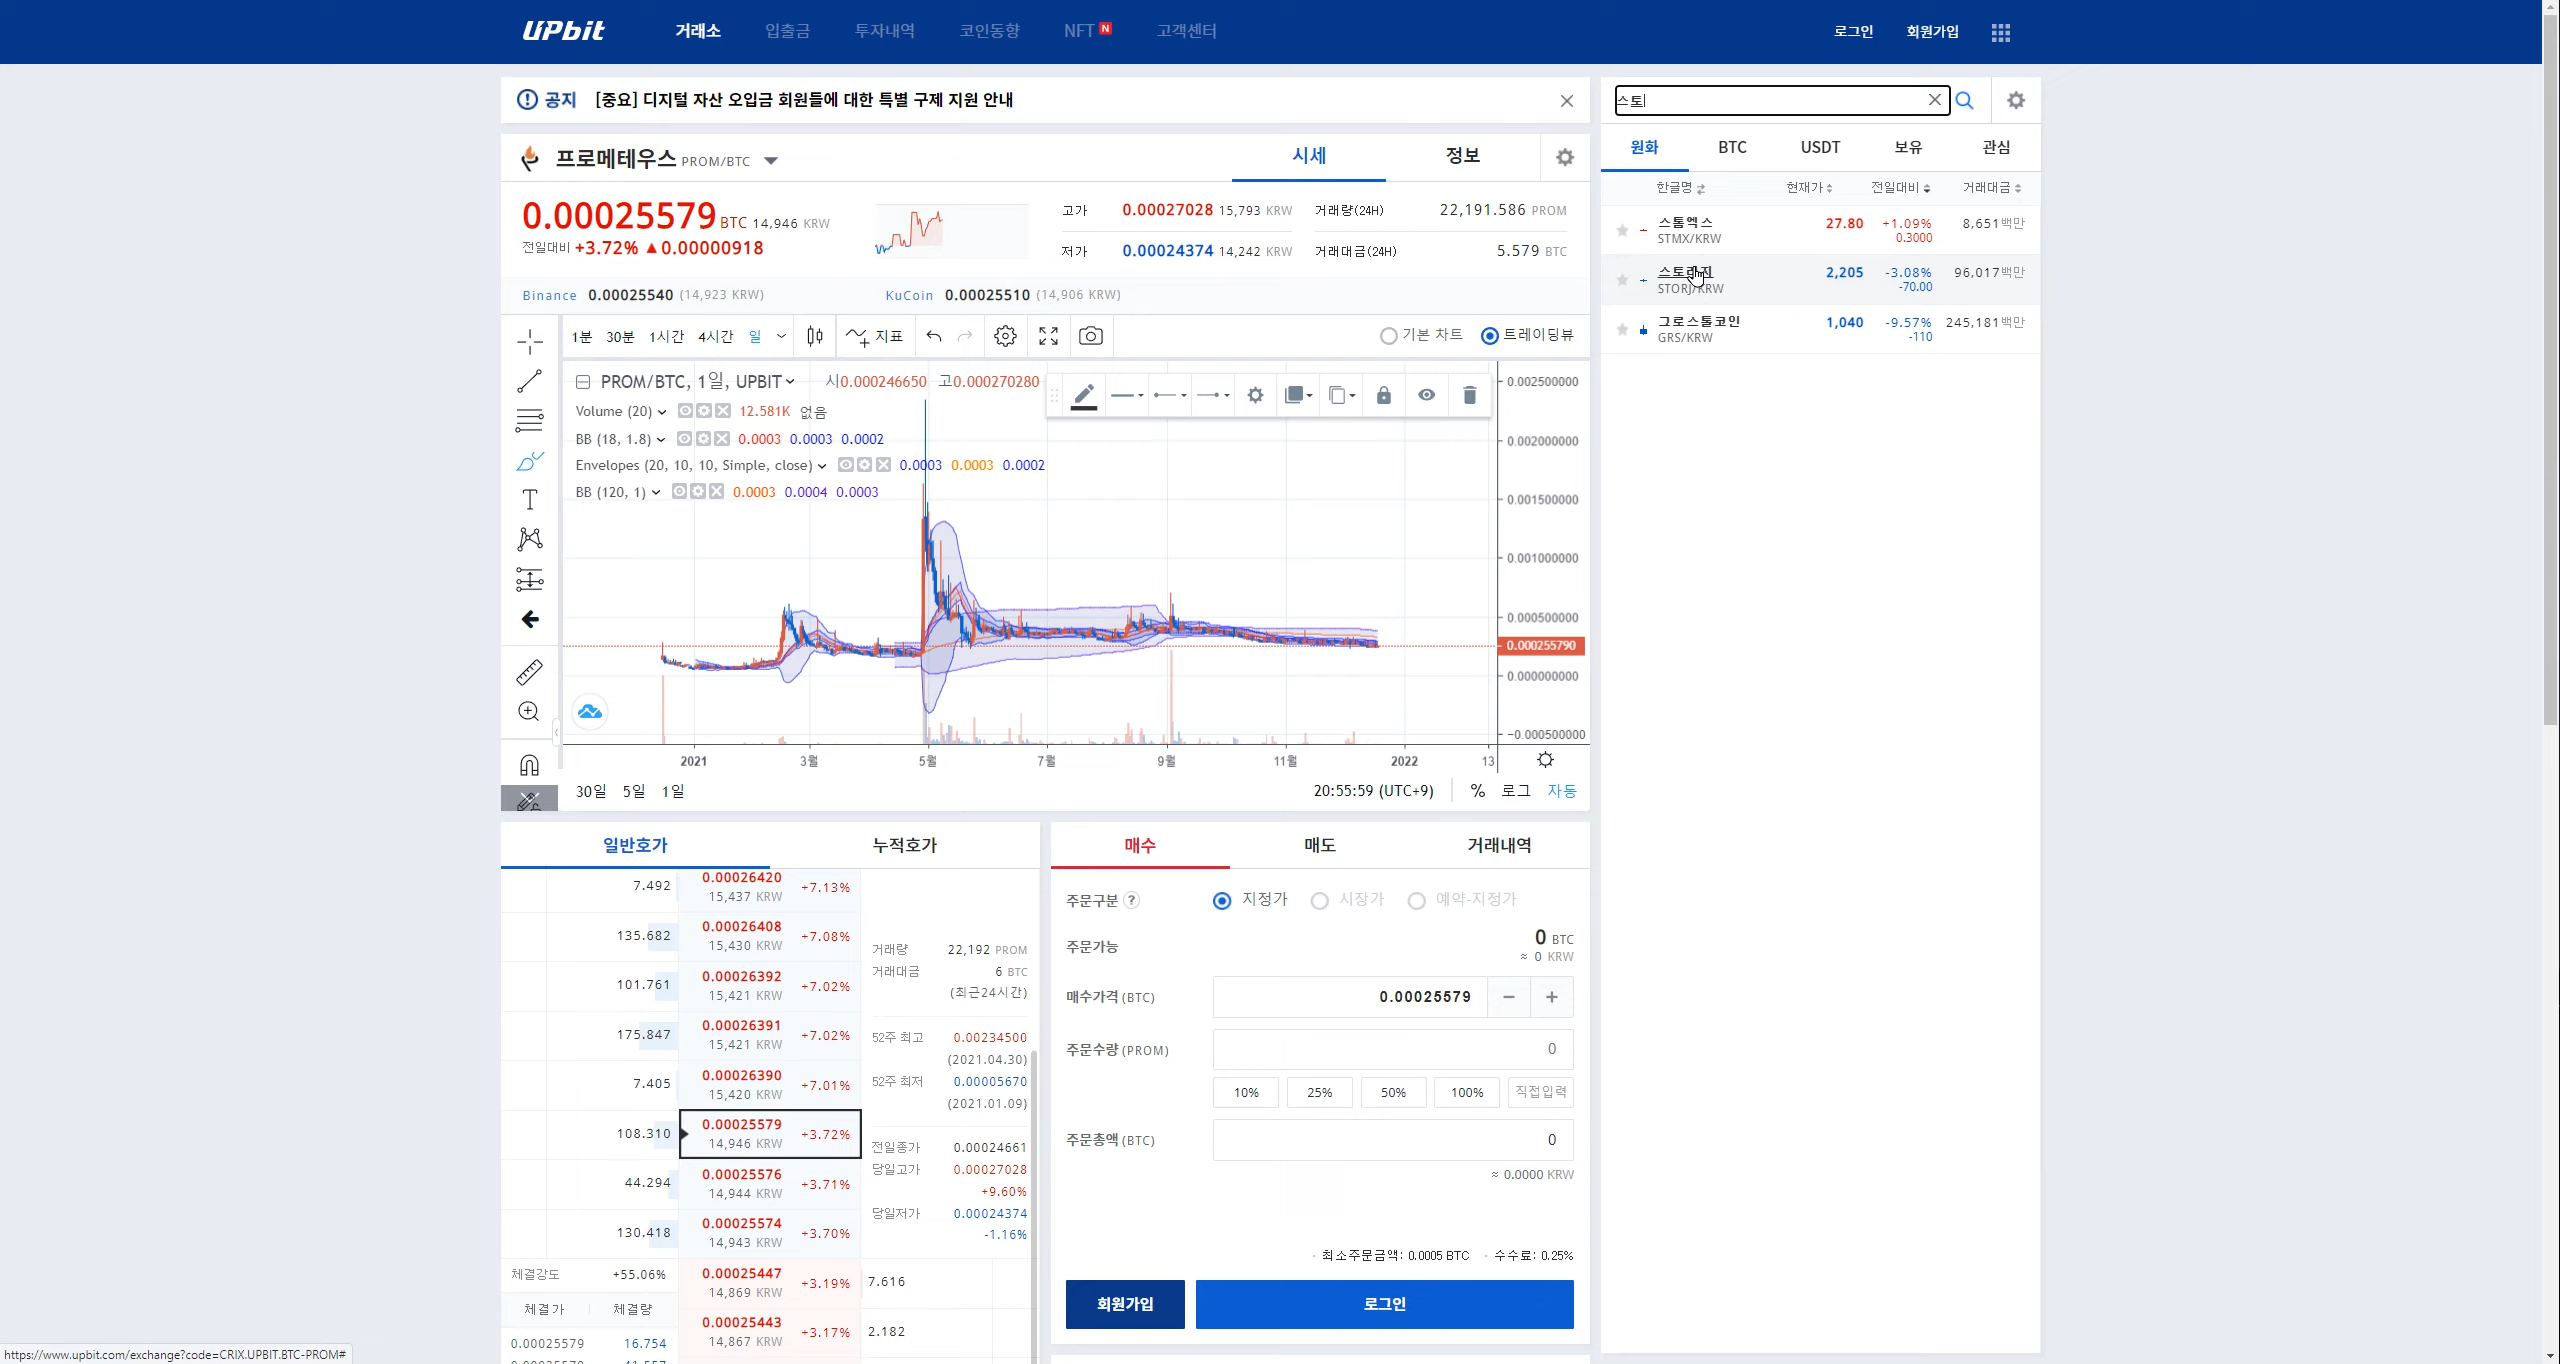 UPbit
거래소
입출금
투자내역
코인동향
NFT N
고객센터
로그인
회원가입
공지
[중요] 디지털 자산 오입금 회원들에 대한 특별 구제 지원 안내
프로메테우스 PROM/BTC
시세
정보
0.00025579 BTC 14,946 KRW
전일대비 +3.72% ▲0.00000918
고가 0.00027028 15,793 KRW
거래량(24H) 22,191.586 PROM
저가 0.00024374 14,242 KRW
거래대금(24H) 5.579 BTC
Binance 0.00025540 (14,923 KRW)
KuCoin 0.00025510 (14,906 KRW)
1분 30분 1시간 4시간 일
지표
기본 차트
트레이딩뷰
PROM/BTC, 1일, UPBIT
시0.000246650 고0.000270280
Volume (20) 12.581K 없음
BB (18, 1.8) 0.0003 0.0003 0.0002
Envelopes (20, 10, 10, Simple, close) 0.0003 0.0003 0.0002
BB (120, 1) 0.0003 0.0004 0.0003
0.002500000
0.002000000
0.001500000
0.001000000
0.000500000
0.000255790
0.000000000
-0.000500000
2021 3월 5월 7월 9월 11월 2022 13
30일 5일 1일
20:55:59 (UTC+9)
% 로그 자동
일반호가
누적호가
7.492 0.00026420 +7.13%
15,437 KRW
135.682 0.00026408 +7.08%
15,430 KRW
101.761 0.00026392 +7.02%
15,421 KRW
175.847 0.00026391 +7.02%
15,421 KRW
7.405 0.00026390 +7.01%
15,420 KRW
108.310 0.00025579 +3.72%
14,946 KRW
44.294 0.00025576 +3.71%
14,944 KRW
130.418 0.00025574 +3.70%
14,943 KRW
0.00025447 +3.19% 7.616
14,869 KRW
0.00025443 +3.17% 2.182
14,867 KRW
거래량 22,192 PROM
거래대금 6 BTC
(최근24시간)
52주 최고 0.00234500
(2021.04.30)
52주 최저 0.00005670
(2021.01.09)
전일종가 0.00024661
당일고가 0.00027028
+9.60%
당일저가 0.00024374
-1.16%
체결강도 +55.06%
체결가 체결량
0.00025579 16.754
매수
매도
거래내역
주문구분 ?
지정가
시장가
예약-지정가
주문가능 0 BTC
≈ 0 KRW
매수가격 (BTC) 0.00025579 − +
주문수량 (PROM) 0
10% 25% 50% 100% 직접입력
주문총액 (BTC) 0
≈ 0.0000 KRW
· 최소주문금액: 0.0005 BTC · 수수료: 0.25%
회원가입
로그인
스토
원화 BTC USDT 보유 관심
한글명 현재가 전일대비 거래대금
스톰엑스 27.80 +1.09% 8,651백만
STMX/KRW 0.3000
스토리지 2,205 -3.08% 96,017백만
STORJ/KRW -70.00
그로스톨코인 1,040 -9.57% 245,181백만
GRS/KRW -110
https://www.upbit.com/exchange?code=CRIX.UPBIT.BTC-PROM#